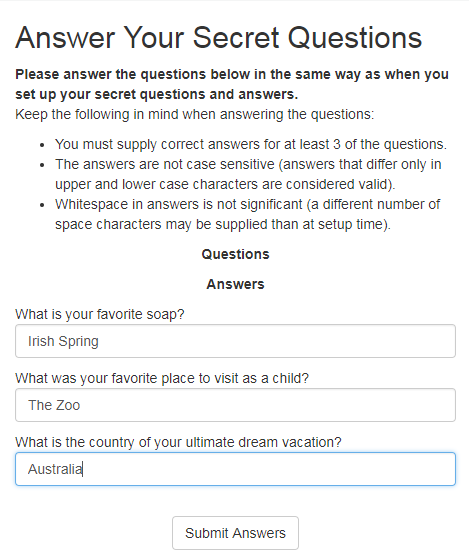 Answer Your Secret Questions
Please answer the questions below in the same way as when you
set up your secret questions and answers.
Keep the following in mind when answering the questions:
• You must supply correct answers for at least 3 of the questions.
• The answers are not case sensitive (answers that differ only in
upper and lower case characters are considered valid).
• Whitespace in answers is not significant (a different number of
space characters may be supplied than at setup time).
Questions
Answers
What is your favorite soap?
Irish Spring
What was your favorite place to visit as a child?
The Zoo
What is the country of your ultimate dream vacation?
Australia
Submit Answers